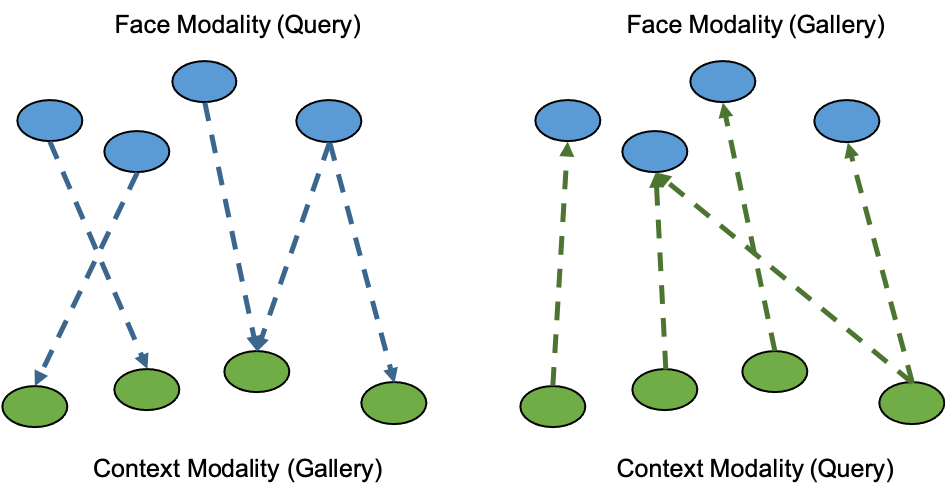 Face Modality (Query)
Face Modality (Gallery)
Context Modality (Gallery)
Context Modality (Query)